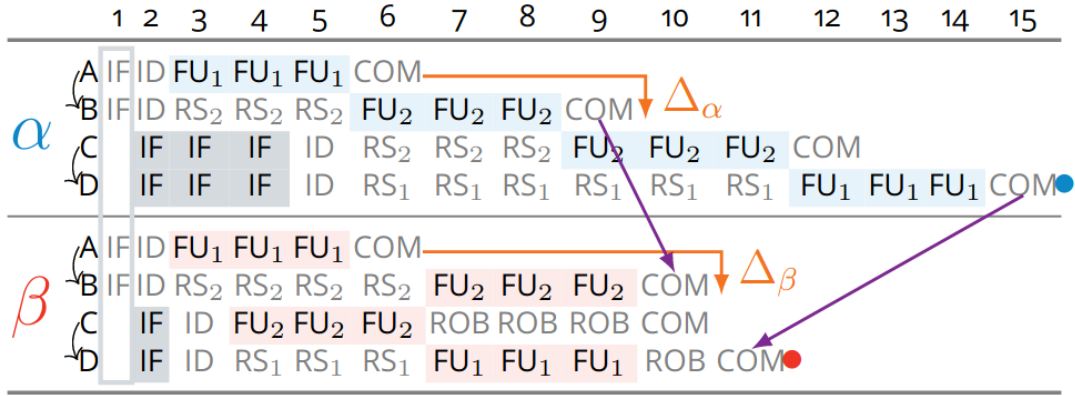 1 2 3 4 5 6 7 8 9 10 11 12 13 14 15
α
A IF ID FU₁ FU₁ FU₁ COM
B IF ID RS₂ RS₂ RS₂ FU₂ FU₂ FU₂ COM
Δα
C IF IF IF ID RS₂ RS₂ RS₂ FU₂ FU₂ FU₂ COM
D IF IF IF ID RS₁ RS₁ RS₁ RS₁ RS₁ RS₁ FU₁ FU₁ FU₁ COM
β
A IF ID FU₁ FU₁ FU₁ COM
B IF ID RS₂ RS₂ RS₂ RS₂ FU₂ FU₂ FU₂ COM
Δβ
C IF ID FU₂ FU₂ FU₂ ROB ROB ROB COM
D IF ID RS₁ RS₁ RS₁ FU₁ FU₁ FU₁ ROB COM